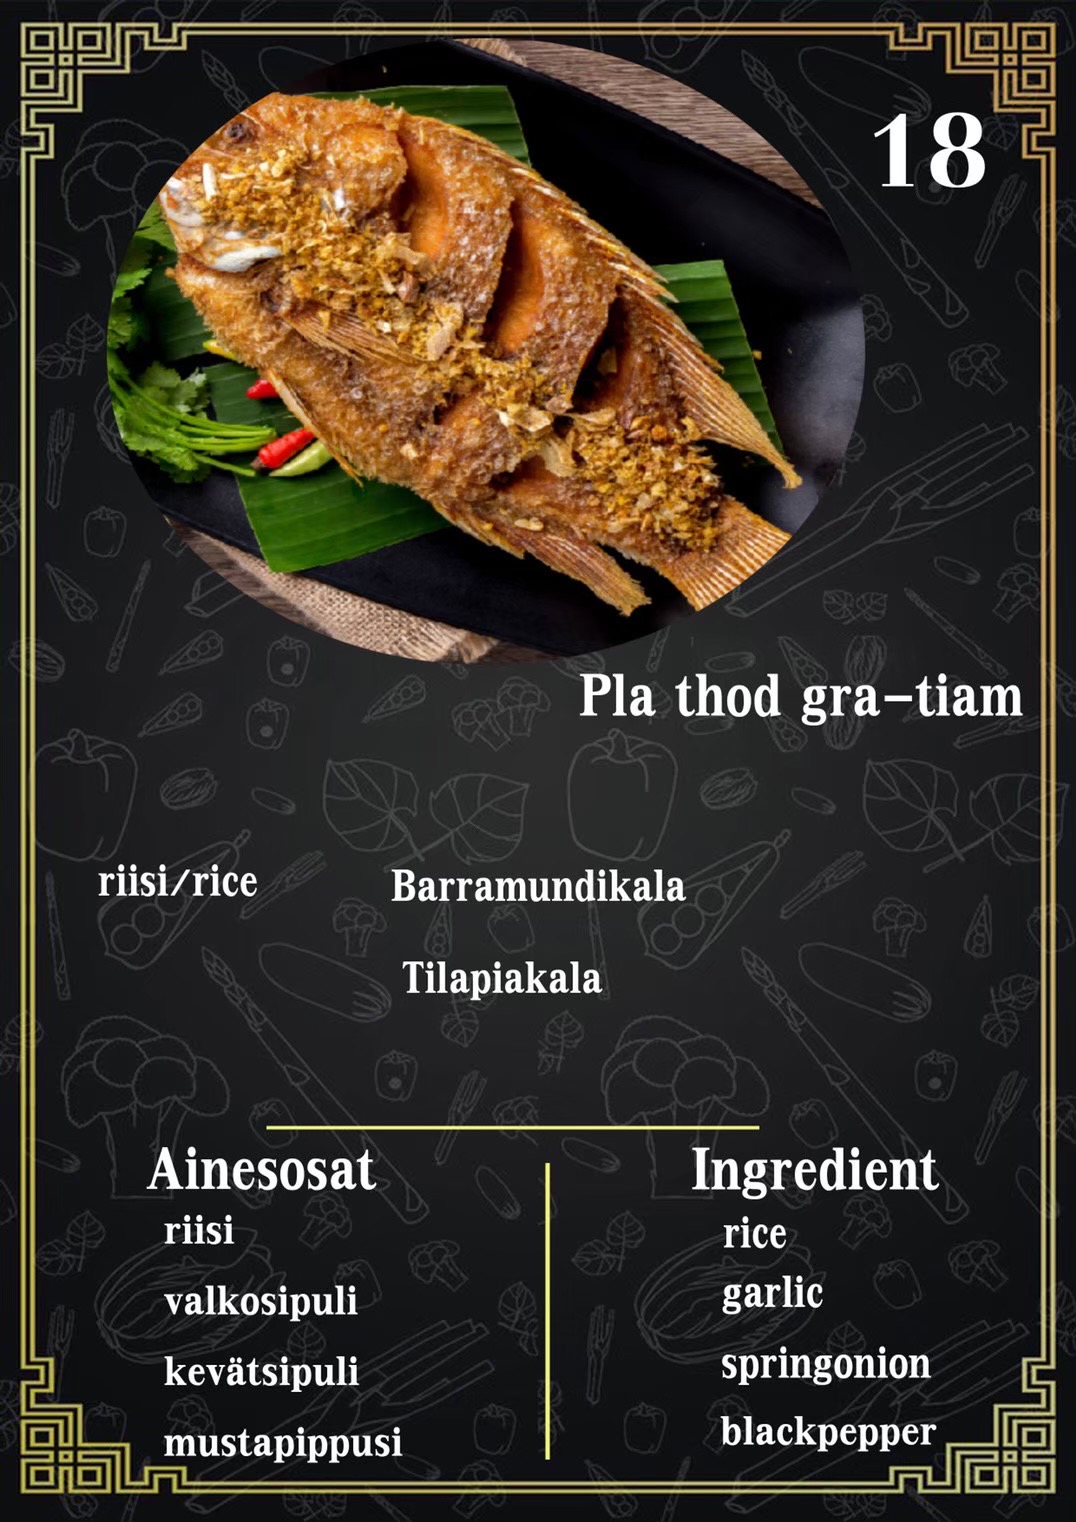 18
Pla thod gra-tiam
riisi/rice
Barramundikala
Tilapiakala
Ainesosat
riisi
valkosipuli
kevätsipuli
mustapippusi
Ingredient
rice
garlic
springonion
blackpepper